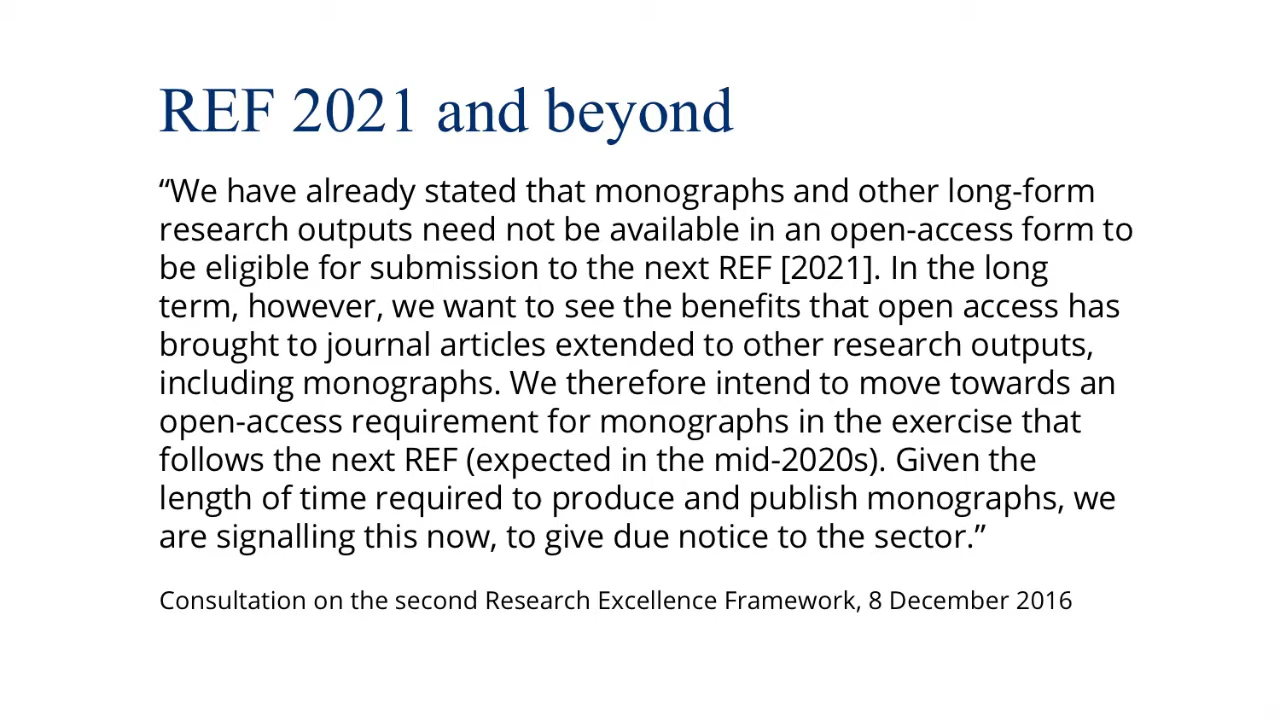 REF 2021 and beyond
“We have already stated that monographs and other long-form
research outputs need not be available in an open-access form to
be eligible for submission to the next REF [2021]. In the long
term, however, we want to see the benefits that open access has
brought to journal articles extended to other research outputs,
including monographs. We therefore intend to move towards an
open-access requirement for monographs in the exercise that
follows the next REF (expected in the mid-2020s). Given the
length of time required to produce and publish monographs, we
are signalling this now, to give due notice to the sector.”
Consultation on the second Research Excellence Framework, 8 December 2016